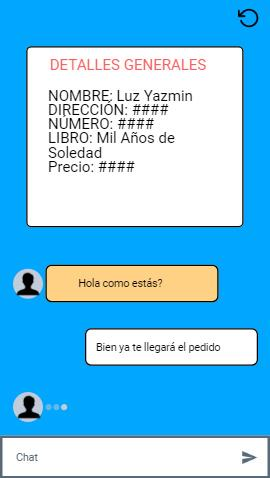 DETALLES GENERALES
NOMBRE: Luz Yazmin
DIRECCIÓN: ####
NÚMERO: ####
LIBRO: Mil Años de
Soledad
Precio: ####
Hola como estás?
Bien ya te llegará el pedido
Chat